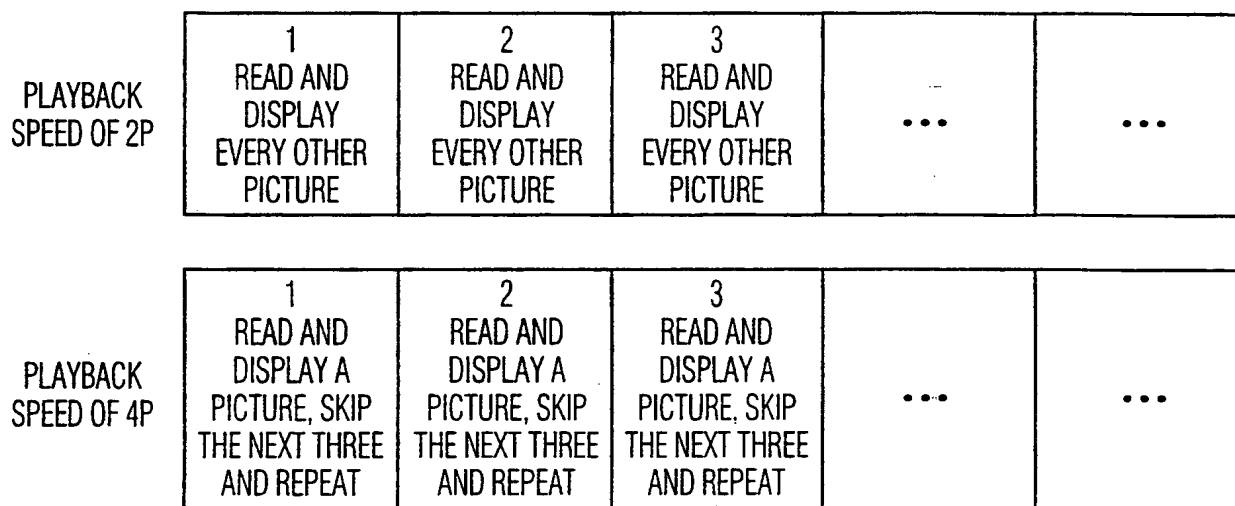 PLAYBACK
SPEED OF 2P
1
READ AND
DISPLAY
EVERY OTHER
PICTURE
2
READ AND
DISPLAY
EVERY OTHER
PICTURE
3
READ AND
DISPLAY
EVERY OTHER
PICTURE
•••
•••
PLAYBACK
SPEED OF 4P
1
READ AND
DISPLAY A
PICTURE, SKIP
THE NEXT THREE
AND REPEAT
2
READ AND
DISPLAY A
PICTURE, SKIP
THE NEXT THREE
AND REPEAT
3
READ AND
DISPLAY A
PICTURE, SKIP
THE NEXT THREE
AND REPEAT
•••
•••